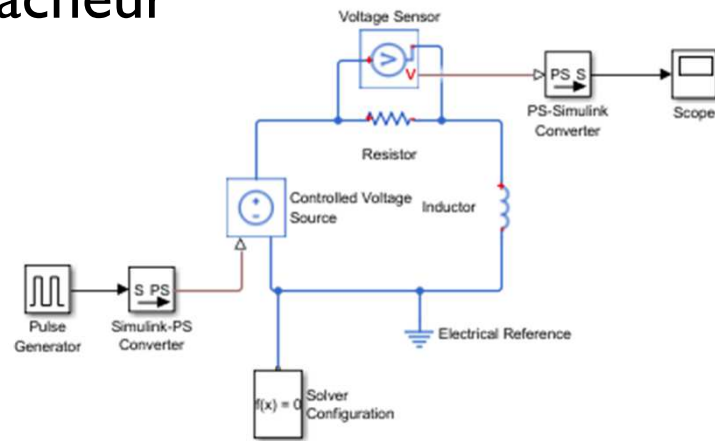 acheur
Voltage Sensor
V
V
PS S
PS-Simulink
Converter
Scope
Resistor
Controlled Voltage
Source
Inductor
S PS
Pulse
Generator
Simulink-PS
Converter
Electrical Reference
f(x) = 0
Solver
Configuration